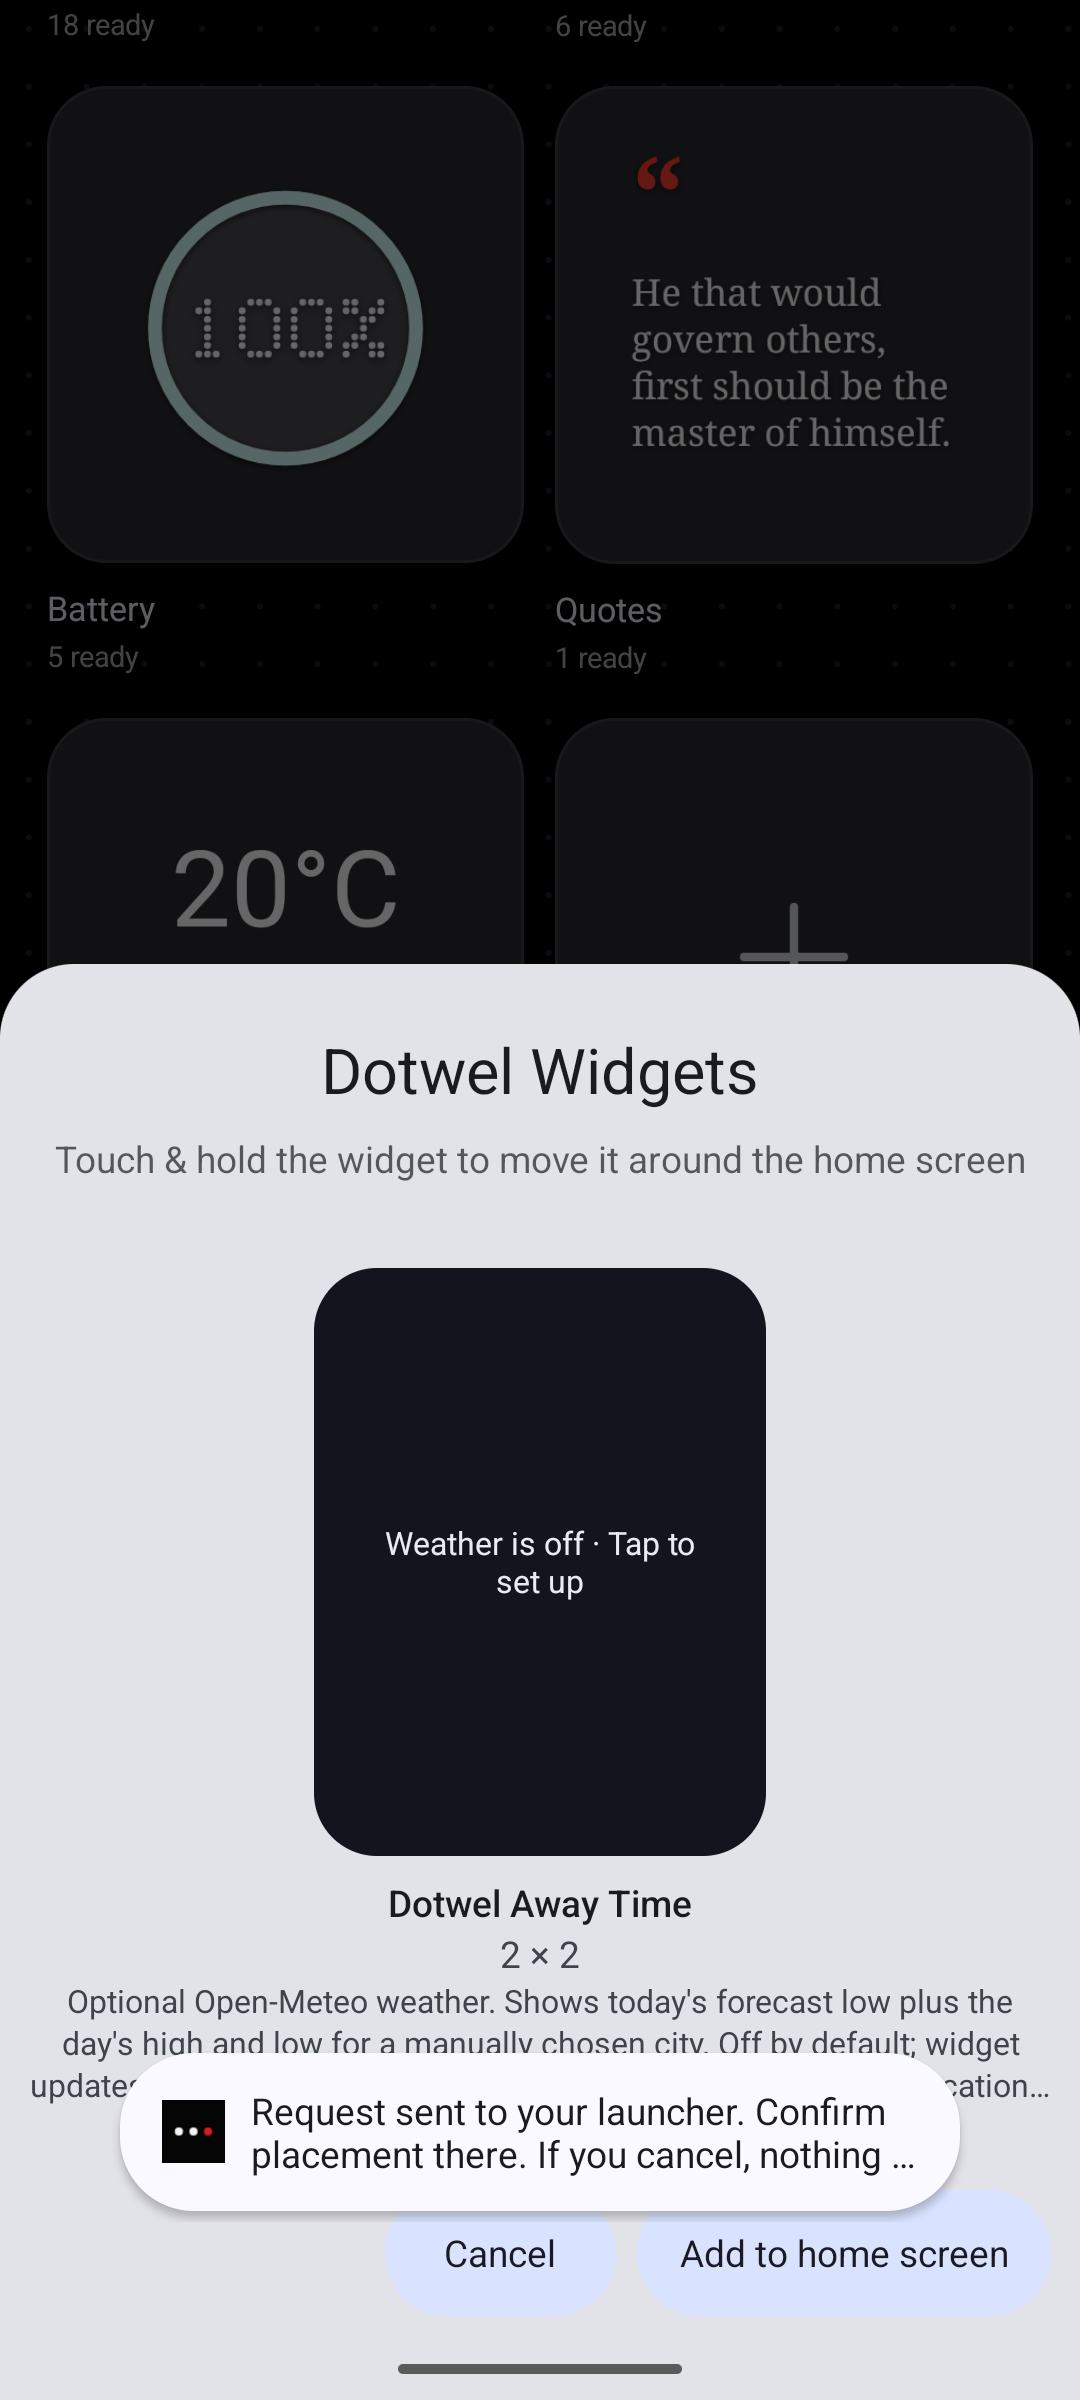 18 ready
6 ready
100%
“
He that would
govern others,
first should be the
master of himself.
Battery
5 ready
Quotes
1 ready
20°C
Dotwel Widgets
Touch & hold the widget to move it around the home screen
Weather is off · Tap to
set up
Dotwel Away Time
2 × 2
Optional Open-Meteo weather. Shows today's forecast low plus the
day's high and low for a manually chosen city. Off by default; widget
Request sent to your launcher. Confirm
placement there. If you cancel, nothing ...
Cancel
Add to home screen